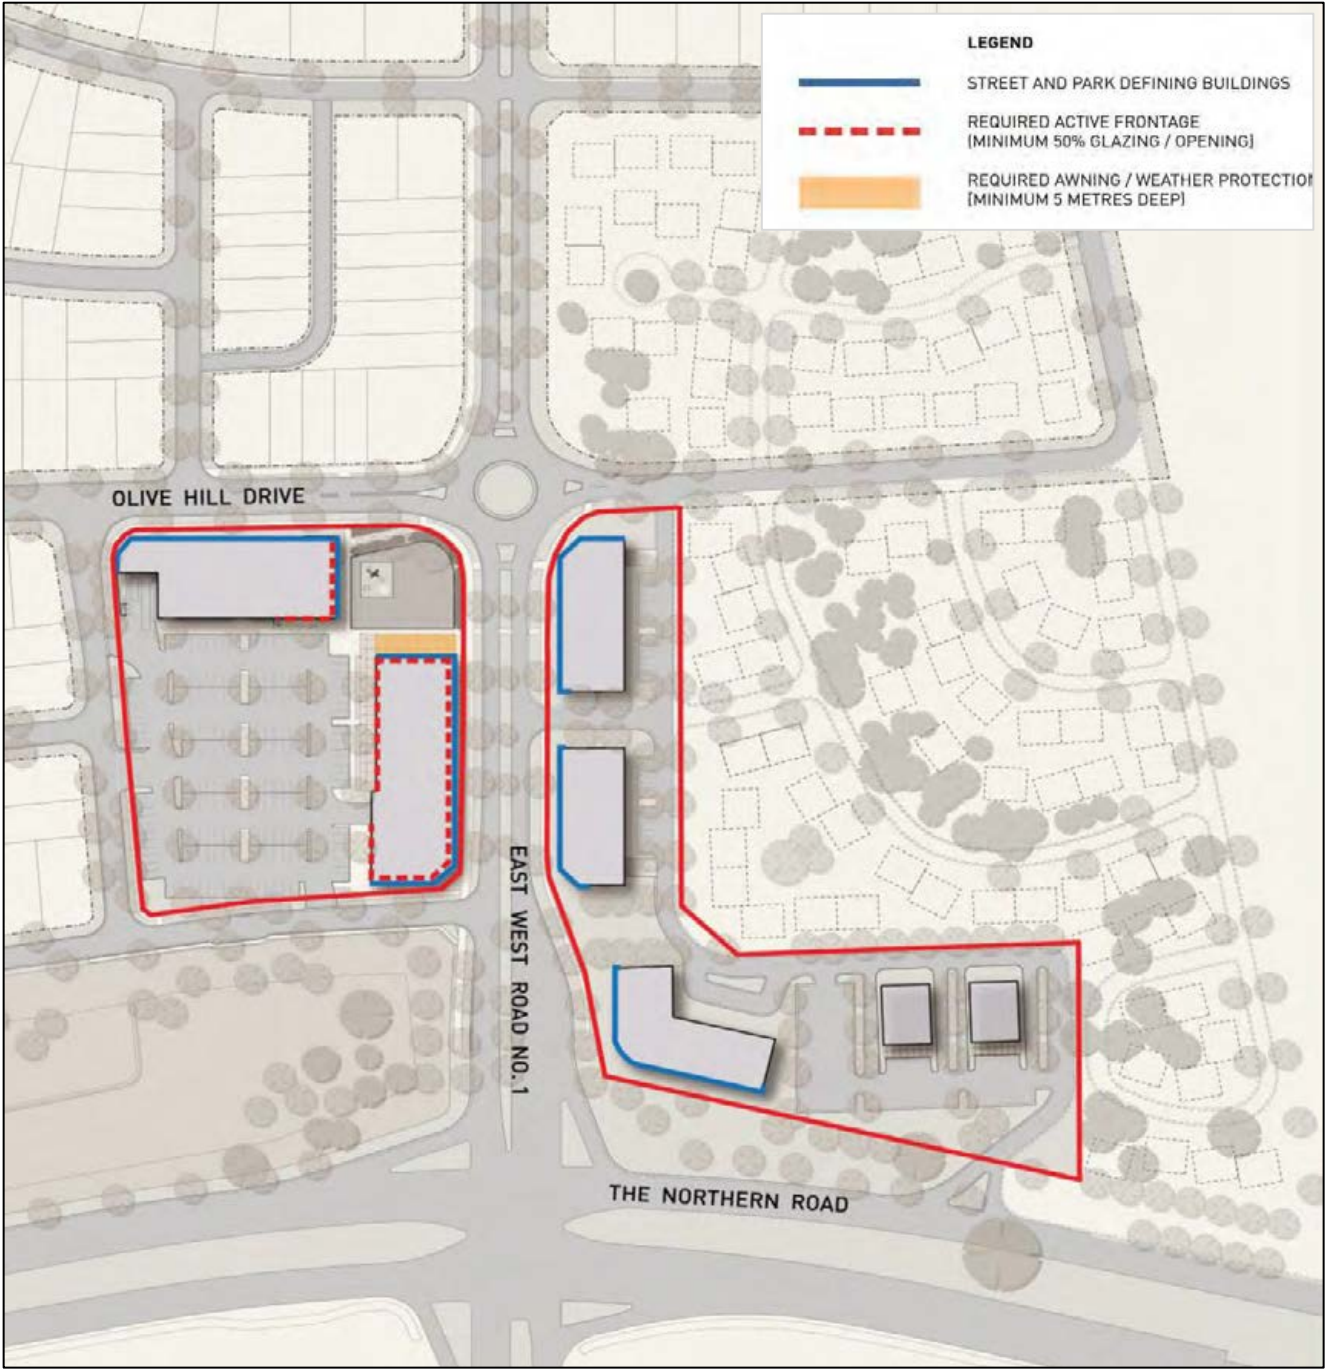 LEGEND
STREET AND PARK DEFINING BUILDINGS
REQUIRED ACTIVE FRONTAGE
(MINIMUM 50% GLAZING / OPENING)
REQUIRED AWNING / WEATHER PROTECTION
(MINIMUM 5 METRES DEEP)
OLIVE HILL DRIVE
EAST WEST ROAD NO. 1
THE NORTHERN ROAD